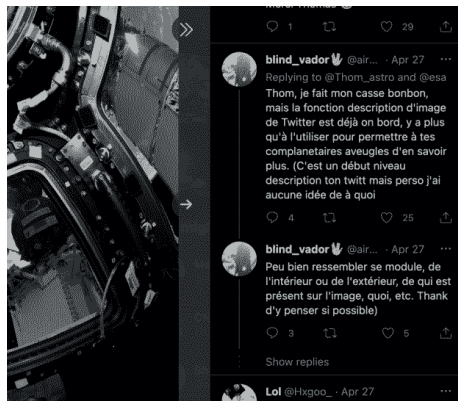 Merci Thomas
1 29
blind_vador @air... · Apr 27 ...
Replying to @Thom_astro and @esa
Thom, je fait mon casse bonbon,
mais la fonction description d'image
de Twitter est déjà on bord, y a plus
qu'à l'utiliser pour permettre à tes
complanetaires aveugles d'en savoir
plus. (C'est un début niveau
description ton twitt mais perso j'ai
aucune idée de à quoi
4 25
blind_vador @air... · Apr 27 ...
Peu bien ressembler se module, de
l'intérieur ou de l'extérieur, de qui est
présent sur l'image, quoi, etc. Thank
d'y penser si possible)
3 5
Show replies
Lol @Hxgoo_ · Apr 27 ...